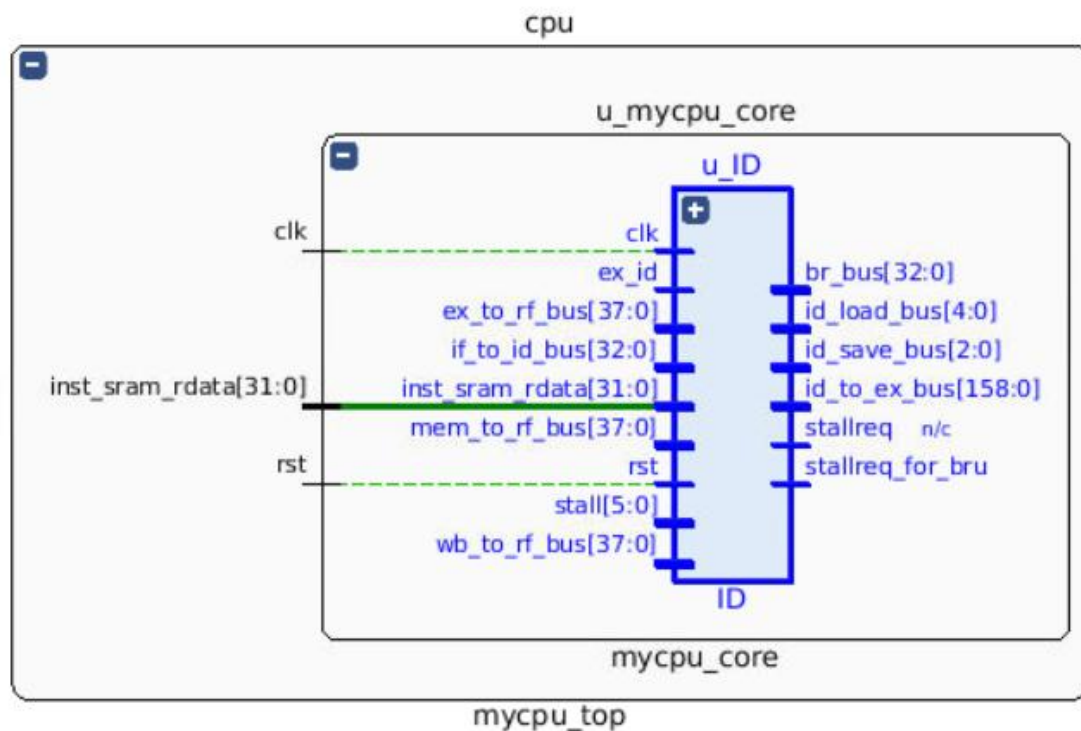 cpu
u_mycpu_core
u_ID
clk clk
ex_id br_bus[32:0]
ex_to_rf_bus[37:0] id_load_bus[4:0]
if_to_id_bus[32:0] id_save_bus[2:0]
inst_sram_rdata[31:0] inst_sram_rdata[31:0] id_to_ex_bus[158:0]
mem_to_rf_bus[37:0] stallreq n/c
rst rst stallreq_for_bru
stall[5:0]
wb_to_rf_bus[37:0]
ID
mycpu_core
mycpu_top